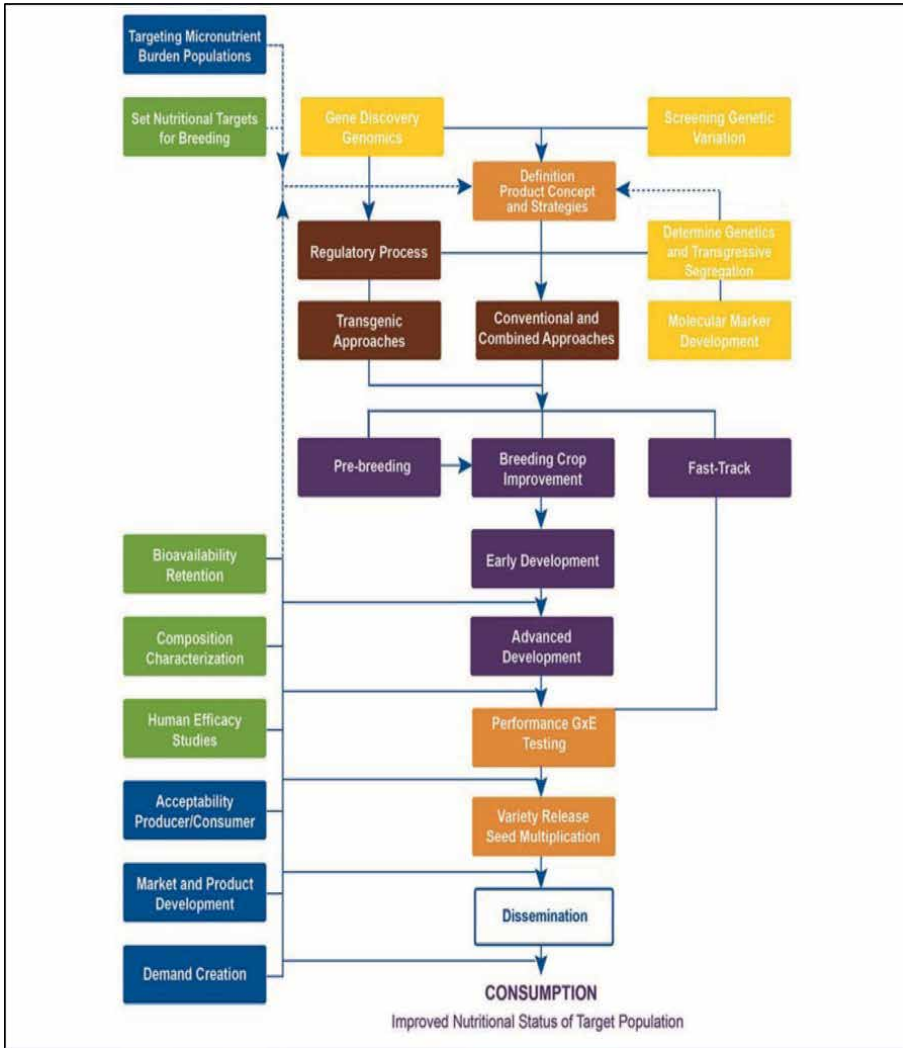 Targeting Micronutrient
Burden Populations
Set Nutritional Targets
for Breeding
Gene Discovery
Genomics
Screening Genetic
Variation
Definition
Product Concept
and Strategies
Regulatory Process
Determine Genetics
and Transgressive
Segregation
Transgenic
Approaches
Conventional and
Combined Approaches
Molecular Marker
Development
Pre-breeding
Breeding Crop
Improvement
Fast-Track
Bioavailability
Retention
Early Development
Composition
Characterization
Advanced
Development
Human Efficacy
Studies
Performance GxE
Testing
Acceptability
Producer/Consumer
Variety Release
Seed Multiplication
Market and Product
Development
Dissemination
Demand Creation
CONSUMPTION
Improved Nutritional Status of Target Population